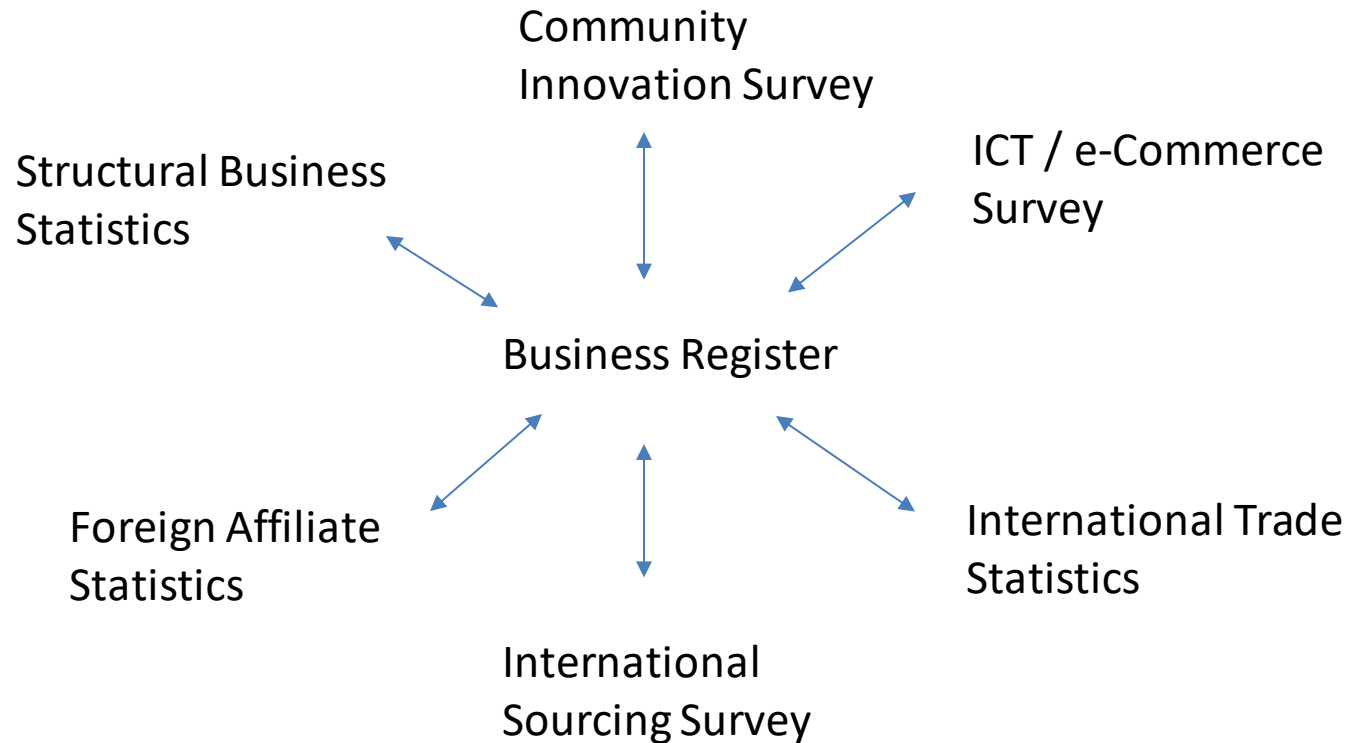 Community
Innovation Survey
ICT / e-Commerce
Survey
Structural Business
Statistics
Business Register
Foreign Affiliate
Statistics
International Trade
Statistics
International
Sourcing Survey